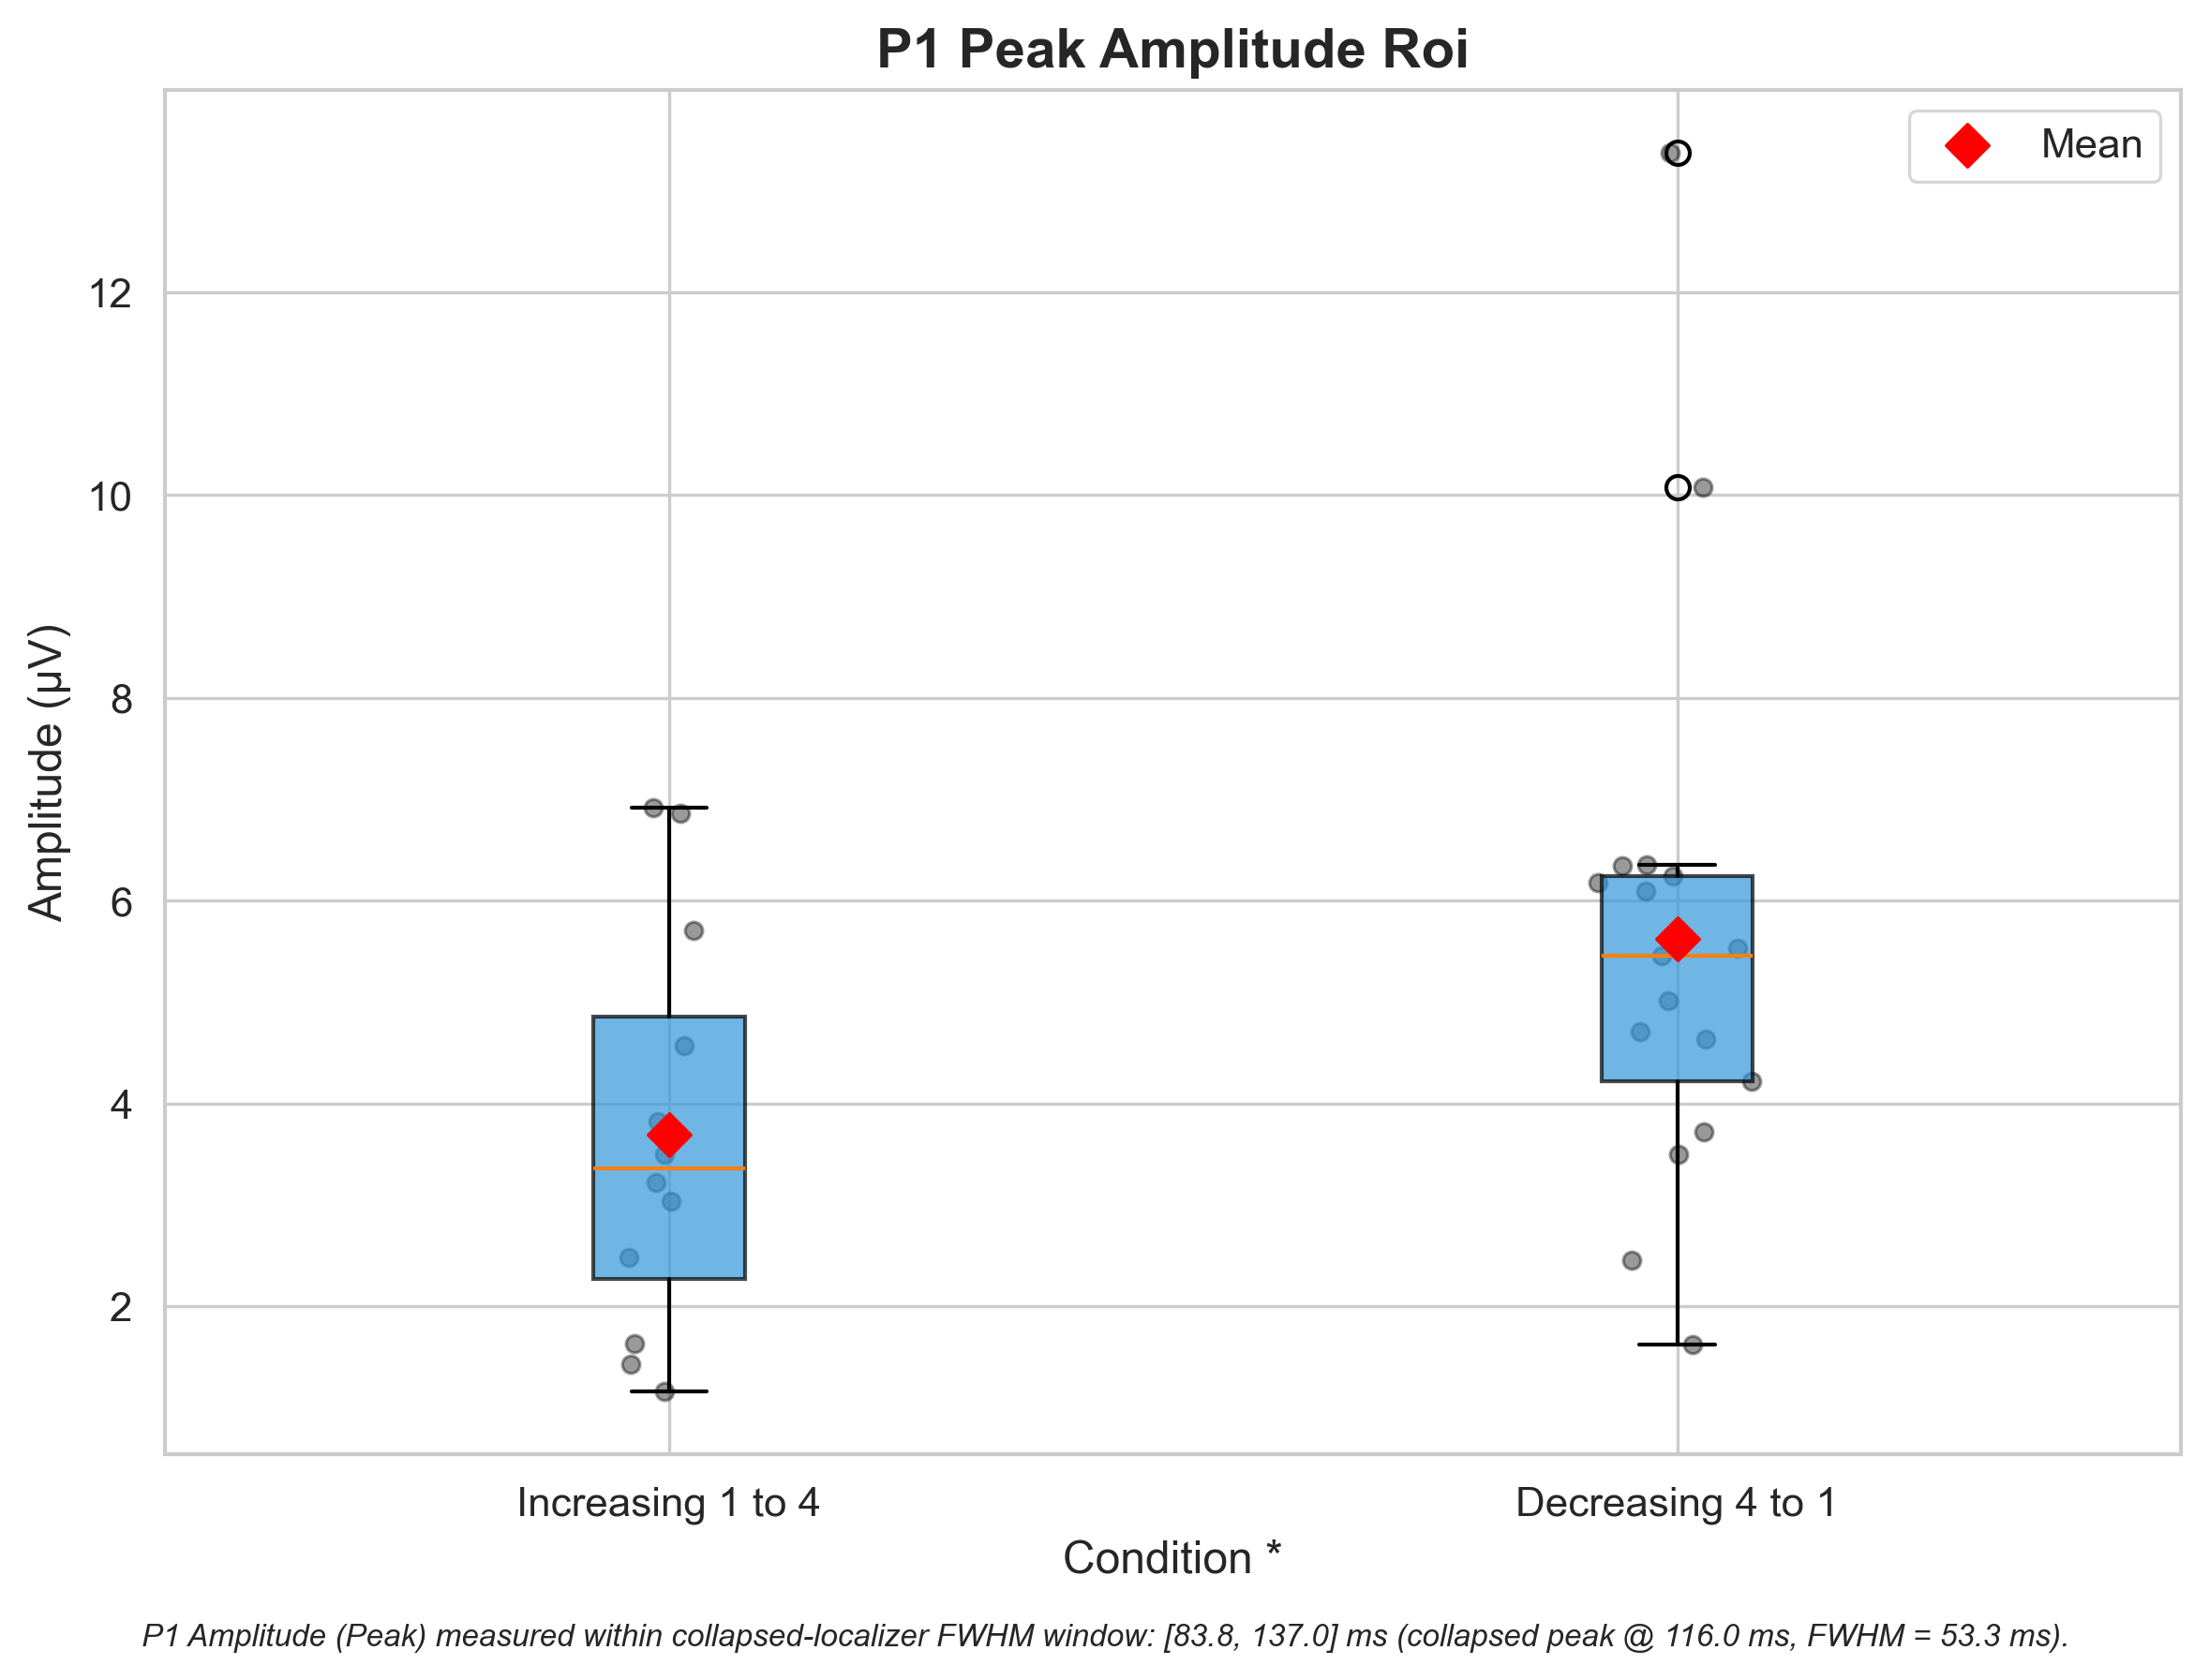 P1 Peak Amplitude Roi
Mean
Amplitude (µV)
12
10
8
6
4
2
Increasing 1 to 4
Decreasing 4 to 1
Condition *
P1 Amplitude (Peak) measured within collapsed-localizer FWHM window: [83.8, 137.0] ms (collapsed peak @ 116.0 ms, FWHM = 53.3 ms).